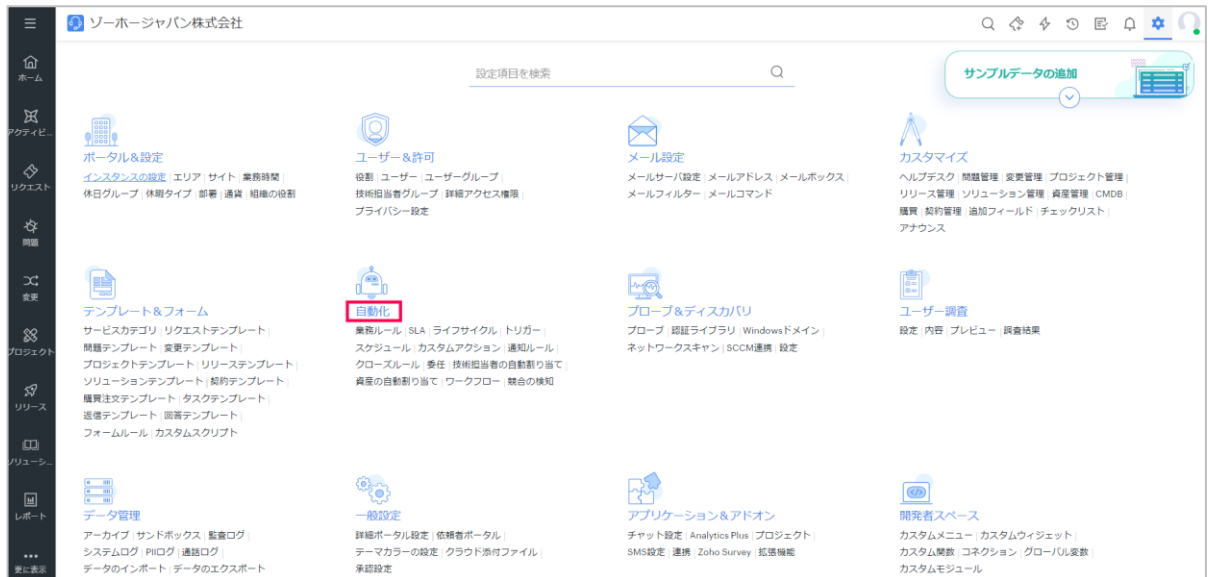 ゾーホージャパン株式会社
設定項目を検索
サンプルデータの追加
ホーム
アクティビ...
リクエスト
問題
変更
プロジェクト
リリース
ソリューシ...
レポート
更に表示
ポータル&設定
インスタンスの設定 | エリア | サイト | 業務時間 |
休日グループ | 休暇タイプ | 部署 | 通貨 | 組織の役割
ユーザー&許可
役割 | ユーザー | ユーザーグループ |
技術担当者グループ | 詳細アクセス権限 |
プライバシー設定
メール設定
メールサーバ設定 | メールアドレス | メールボックス |
メールフィルター | メールコマンド
カスタマイズ
ヘルプデスク | 問題管理 | 変更管理 | プロジェクト管理 |
リリース管理 | ソリューション管理 | 資産管理 | CMDB |
購買 | 契約管理 | 追加フィールド | チェックリスト |
アナウンス
テンプレート&フォーム
サービスカテゴリ | リクエストテンプレート |
問題テンプレート | 変更テンプレート |
プロジェクトテンプレート | リリーステンプレート |
ソリューションテンプレート | 契約テンプレート |
購買注文テンプレート | タスクテンプレート |
返信テンプレート | 回答テンプレート |
フォームルール | カスタムスクリプト
自動化
業務ルール | SLA | ライフサイクル | トリガー |
スケジュール | カスタムアクション | 通知ルール |
クローズルール | 委任 | 技術担当者の自動割り当て |
資産の自動割り当て | ワークフロー | 競合の検知
プローブ&ディスカバリ
プローブ | 認証ライブラリ | Windowsドメイン |
ネットワークスキャン | SCCM連携 | 設定
ユーザー調査
設定 | 内容 | プレビュー | 調査結果
データ管理
アーカイブ | サンドボックス | 監査ログ |
システムログ | PIIログ | 通話ログ |
データのインポート | データのエクスポート
一般設定
詳細ポータル設定 | 依頼者ポータル |
テーマカラーの設定 | クラウド添付ファイル |
承認設定
アプリケーション&アドオン
チャット設定 | Analytics Plus | プロジェクト |
SMS設定 | 連携 | Zoho Survey | 拡張機能
開発者スペース
カスタムメニュー | カスタムウィジェット |
カスタム関数 | コネクション | グローバル変数 |
カスタムモジュール